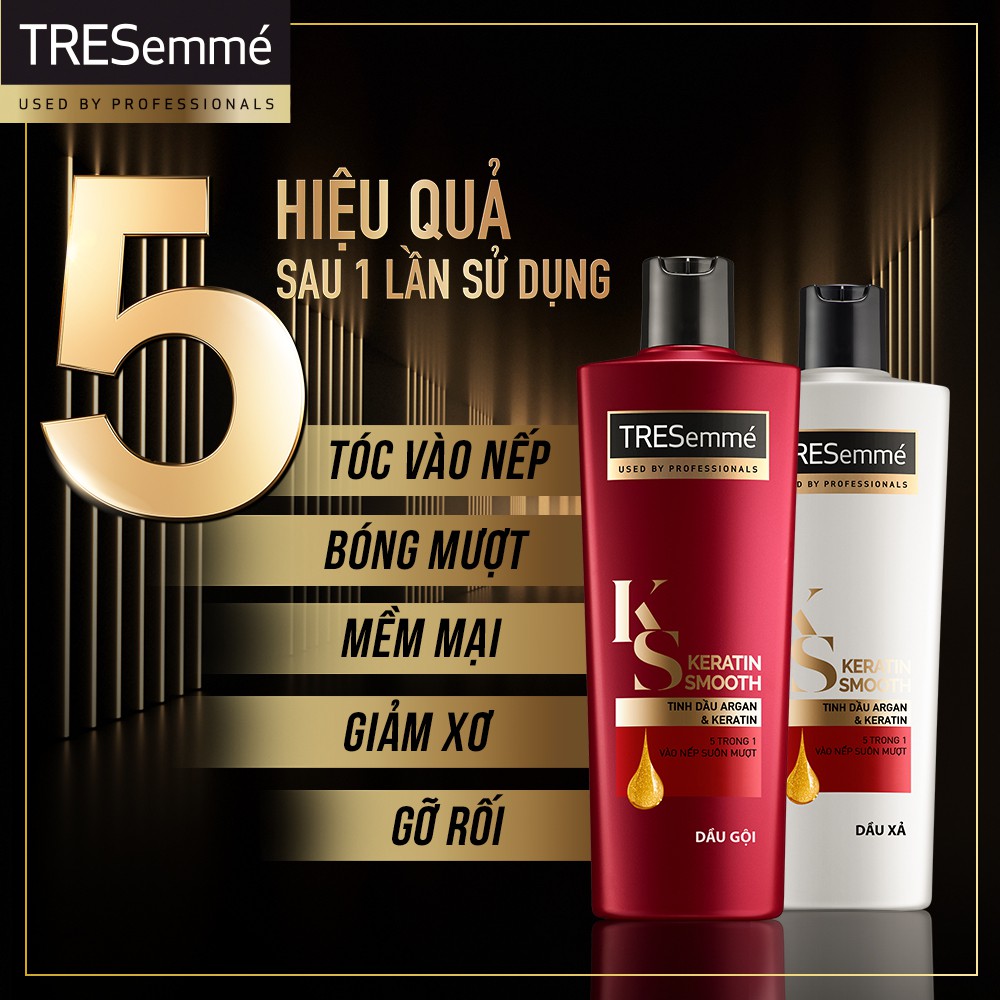 TRESemmé
USED BY PROFESSIONALS
5
HIỆU QUẢ
SAU 1 LẦN SỬ DỤNG
TÓC VÀO NẾP
BÓNG MƯỢT
MỀM MẠI
GIẢM XƠ
GỠ RỐI
TRESemmé
USED BY PROFESSIONALS
KS
KERATIN
SMOOTH
TINH DẦU ARGAN
& KERATIN
5 TRONG 1
VÀO NẾP SUÔN MƯỢT
DẦU GỘI
RESemmé
D BY PROFESSIONALS
KS
KERATIN
SMOOTH
TINH DẦU ARGAN
& KERATIN
5 TRONG 1
VÀO NẾP SUÔN MƯỢT
DẦU XẢ